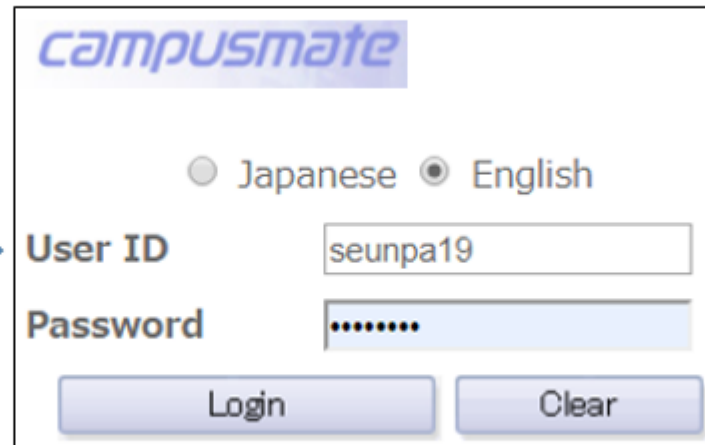 campusmate
Japanese English
User ID seunpa19
Password ••••••••
Login Clear